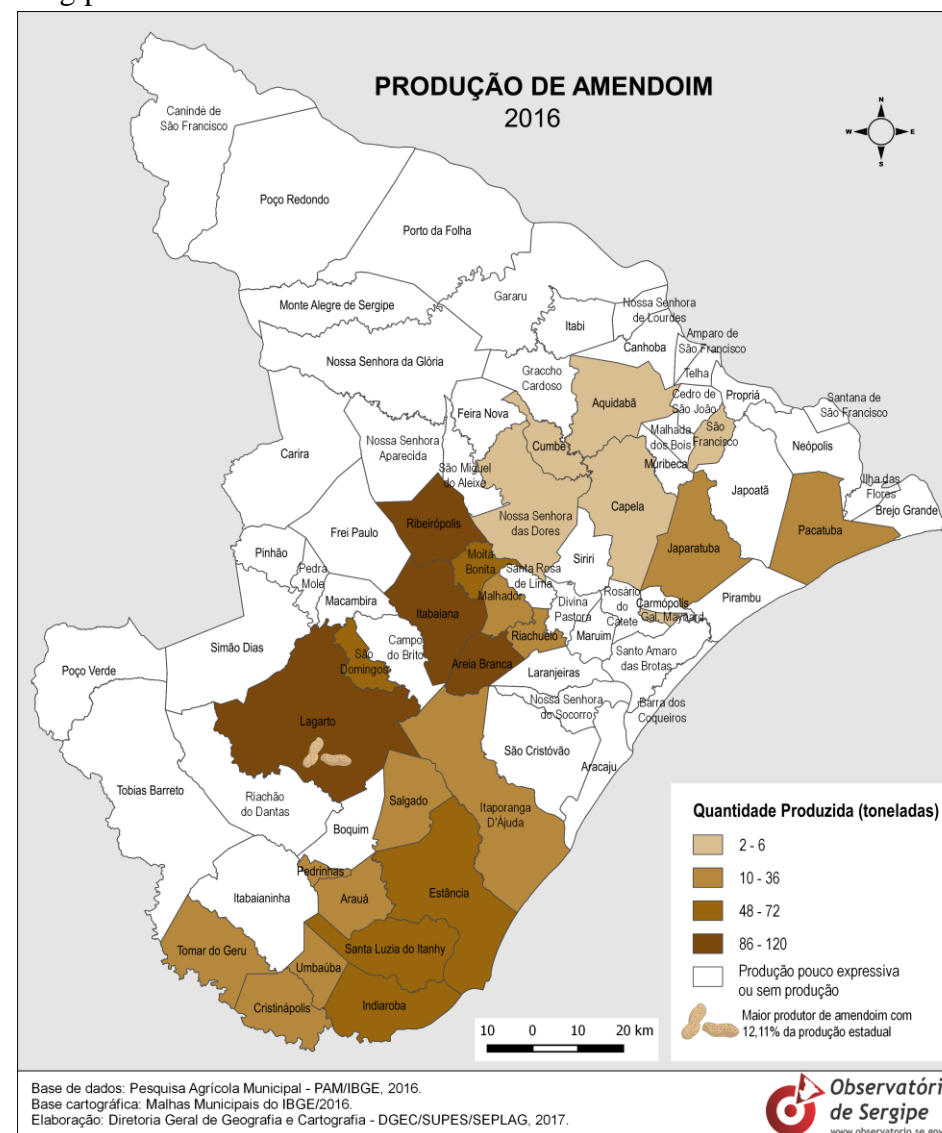 PRODUÇÃO DE AMENDOIM
2016
N
W
E
S
Canindé de
São Francisco
Poço Redondo
Porto da Folha
Monte Alegre de Sergipe
Gararu
Itabi
Nossa Senhora
de Lourdes
Canhoba
Amparo de
São Francisco
Telha
Nossa Senhora da Glória
Graccho
Cardoso
Aquidabã
Cedro de
São João
Propriá
Santana de
São Francisco
Feira Nova
Cumbe
Malhada
dos Bois
São
Francisco
Neópolis
Nossa Senhora
Aparecida
Carira
São Miguel
do Aleixo
Muribeca
Ilha das
Flores
Japoatã
Brejo Grande
Nossa Senhora
das Dores
Capela
Pacatuba
Ribeirópolis
Frei Paulo
Japaratuba
Pinhão
Pedra
Mole
Moita
Bonita
Santa Rosa
de Lima
Siriri
Macambira
Malhador
Divina
Pastora
Rosário
do
Catete
Carmópolis
Gal. Maynard
Pirambu
Itabaiana
Riachuelo
Maruim
Simão Dias
São
Domingos
Campo
do Brito
Areia Branca
Santo Amaro
das Brotas
Laranjeiras
Poço Verde
Nossa Senhora
do Socorro
Barra dos
Coqueiros
Lagarto
São Cristóvão
Aracaju
Tobias Barreto
Riachão
do Dantas
Salgado
Itaporanga
D'Ájuda
Boquim
Pedrinhas
Itabaianinha
Arauá
Estância
Tomar do Geru
Santa Luzia do Itanhy
Umbaúba
Cristinápolis
Indiaroba
Quantidade Produzida (toneladas)
2 - 6
10 - 36
48 - 72
86 - 120
Produção pouco expressiva
ou sem produção
Maior produtor de amendoim com
12,11% da produção estadual
10 0 10 20 km
Base de dados: Pesquisa Agrícola Municipal - PAM/IBGE, 2016.
Base cartográfica: Malhas Municipais do IBGE/2016.
Elaboração: Diretoria Geral de Geografia e Cartografia - DGEC/SUPES/SEPLAG, 2017.
Observatóri
de Sergipe
www.observatorio.se.gov